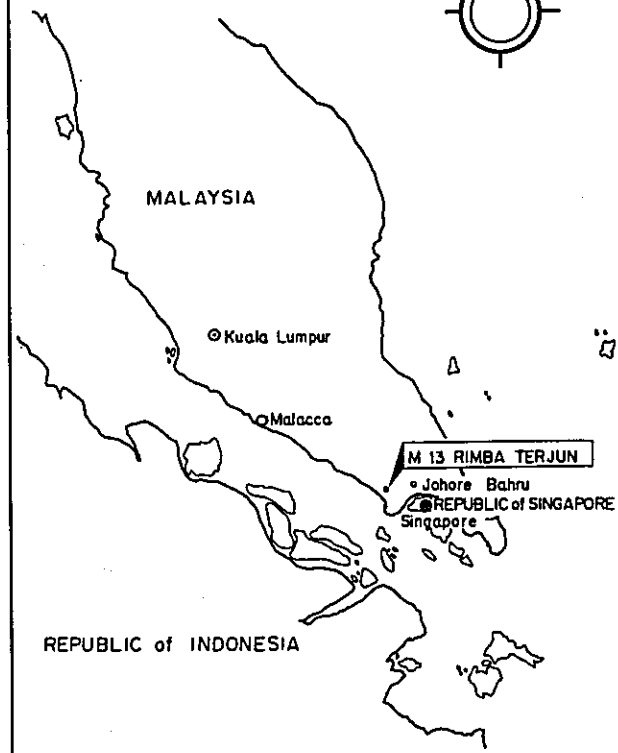 MALAYSIA
Kuala Lumpur
Malacca
M 13 RIMBA TERJUN
Johore Bahru
REPUBLIC of SINGAPORE
Singapore
REPUBLIC of INDONESIA